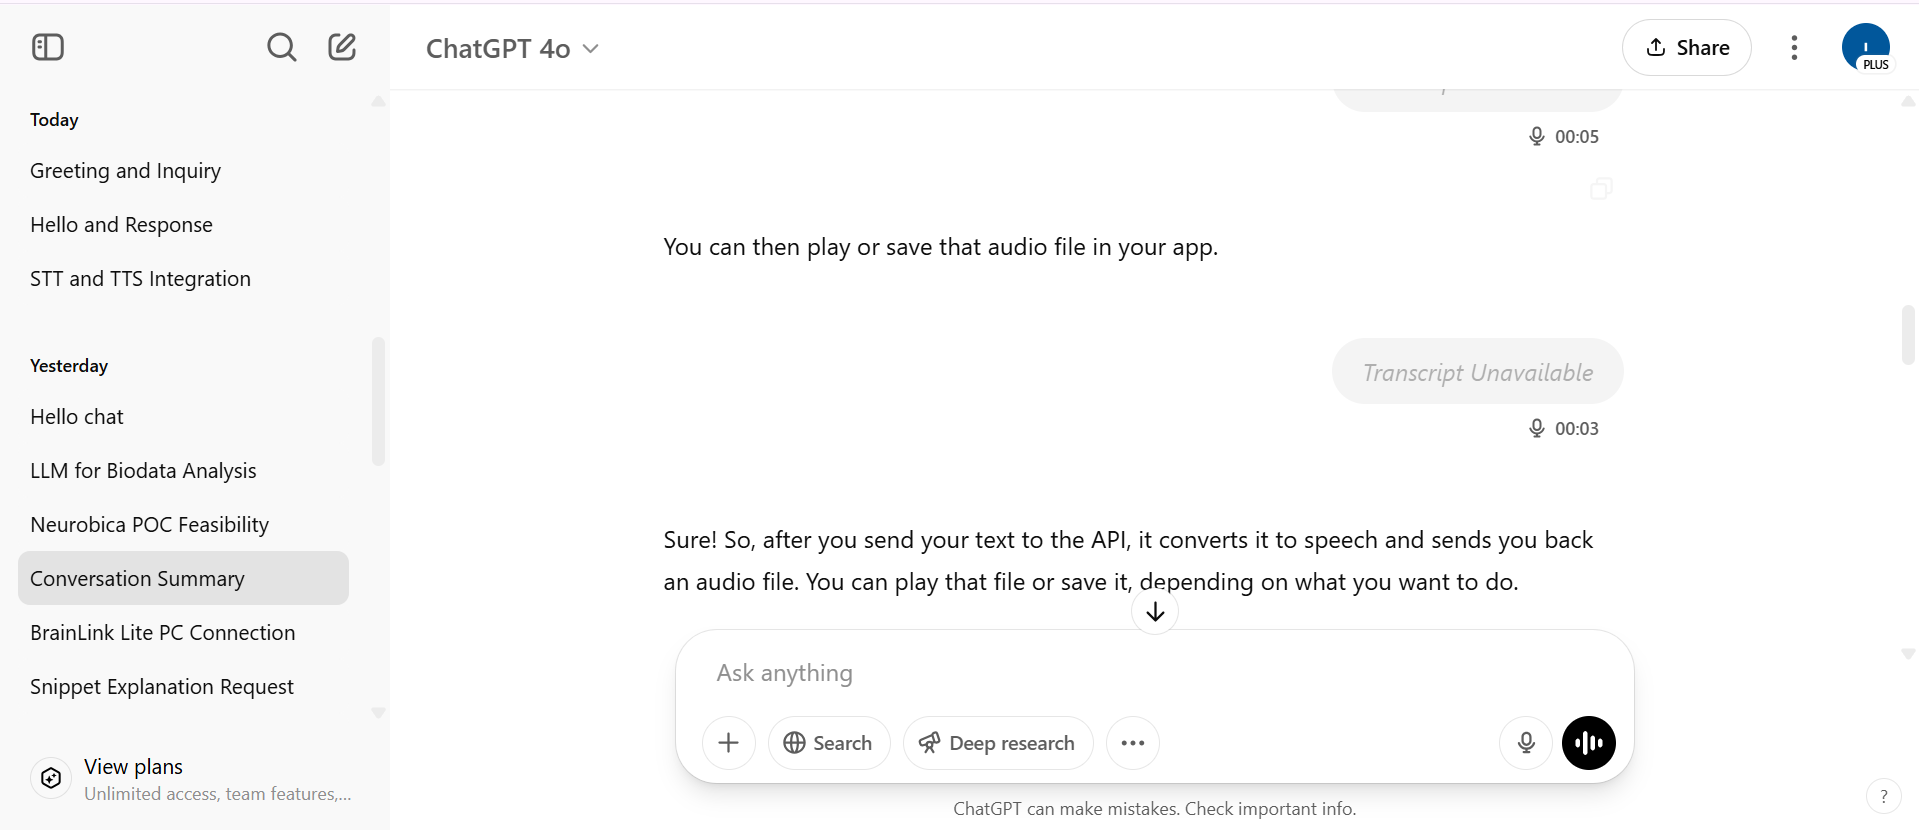 ChatGPT 4o
Share
PLUS
Today
Greeting and Inquiry
Hello and Response
STT and TTS Integration
Yesterday
Hello chat
LLM for Biodata Analysis
Neurobica POC Feasibility
Conversation Summary
BrainLink Lite PC Connection
Snippet Explanation Request
View plans
Unlimited access, team features,...
00:05
You can then play or save that audio file in your app.
Transcript Unavailable
00:03
Sure! So, after you send your text to the API, it converts it to speech and sends you back
an audio file. You can play that file or save it, depending on what you want to do.
Ask anything
Search
Deep research
ChatGPT can make mistakes. Check important info.
?